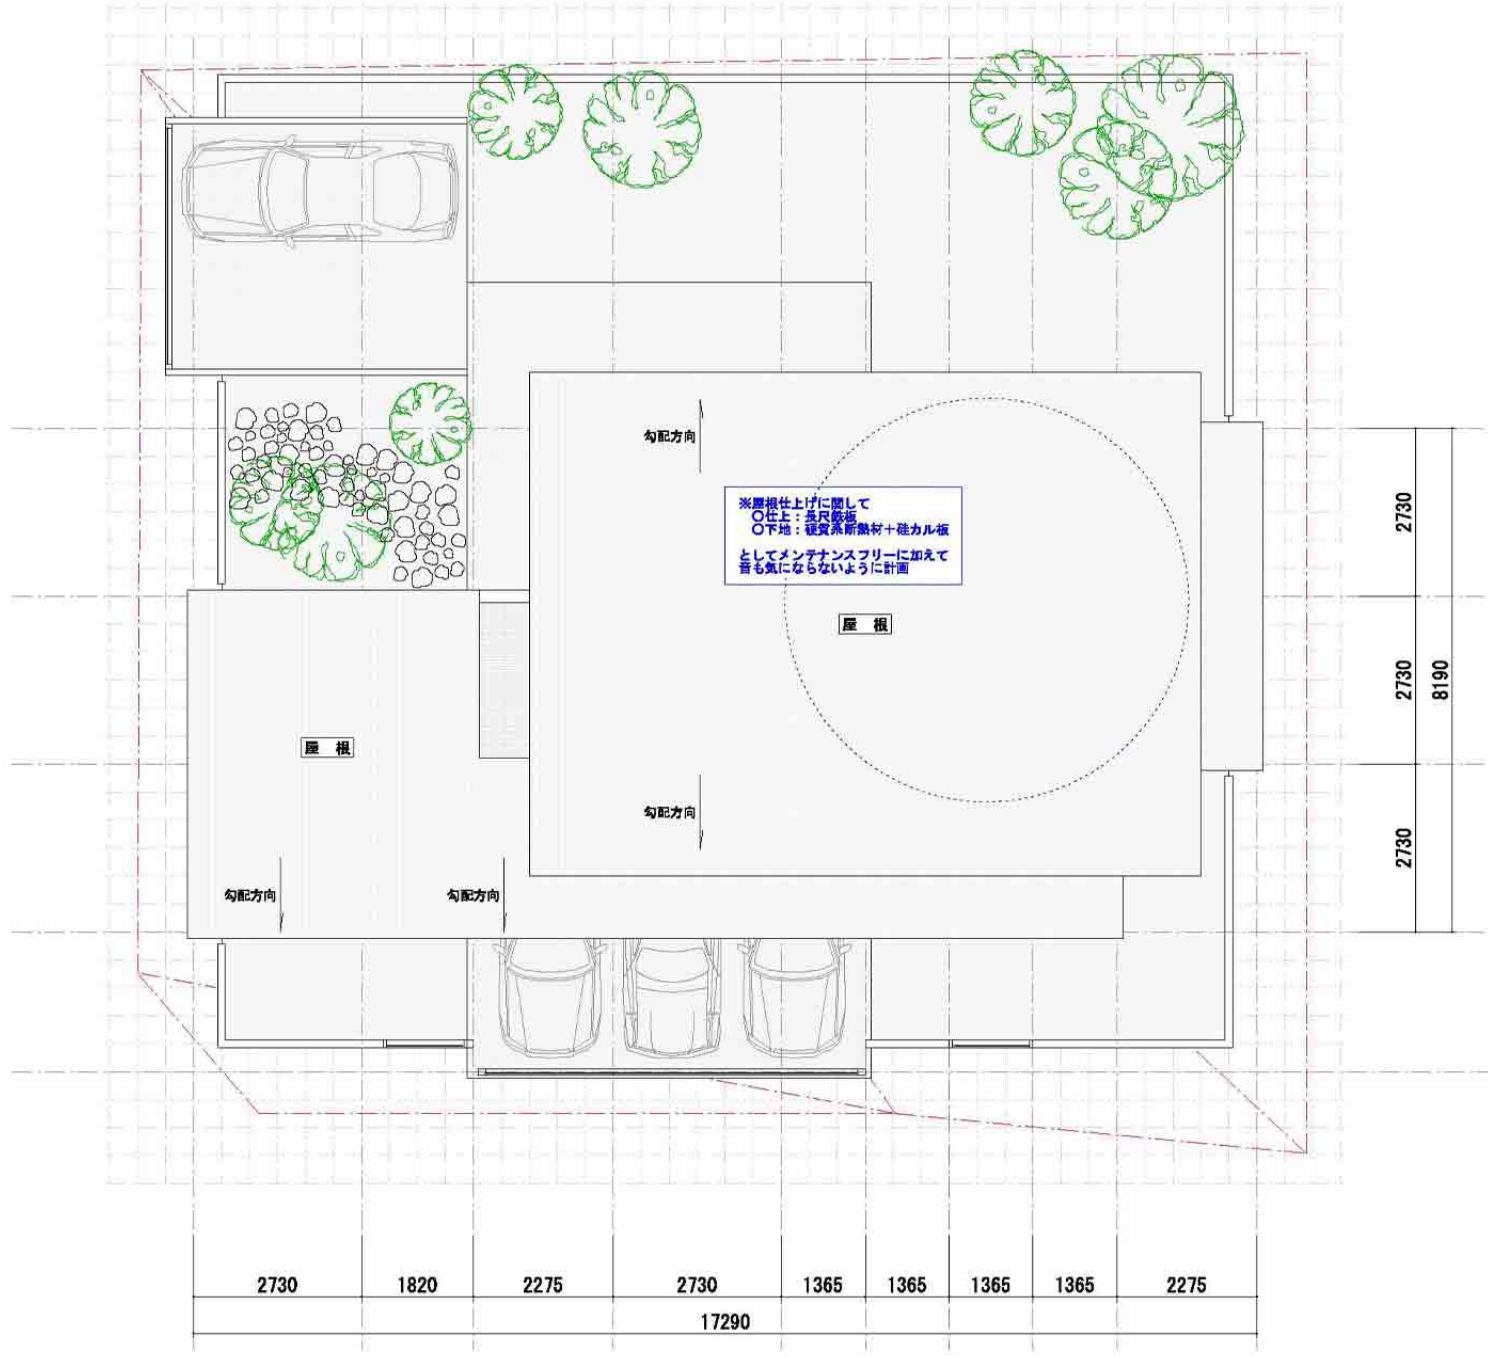 勾配方向
※屋根仕上げに関して
○仕上:長尺鉄板
○下地:硬質系断熱材+硅カル板
としてメンテナンスフリーに加えて
音も気にならないように計画
屋 根
屋 根
勾配方向
勾配方向
勾配方向
2730
2730
8190
2730
2730 1820 2275 2730 1365 1365 1365 1365 2275
17290